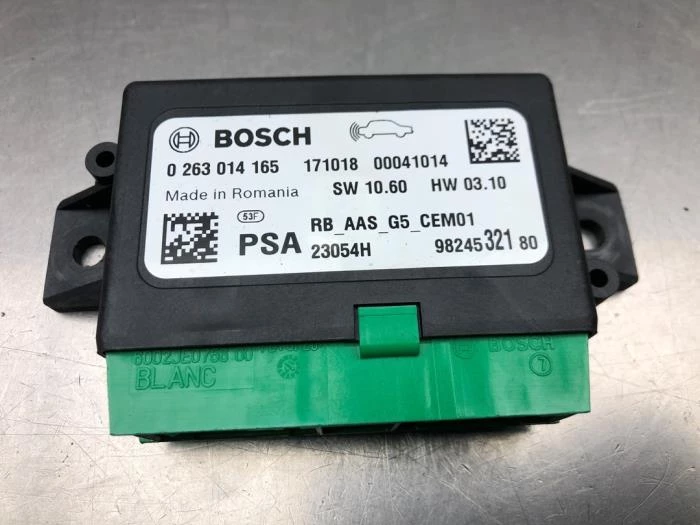 BOSCH
0 263 014 165 171018 00041014
Made in Romania SW 10.60 HW 03.10
53F RB_AAS_G5_CEM01
PSA 23054H 98245 321 80
BLANC
BOSCH
7